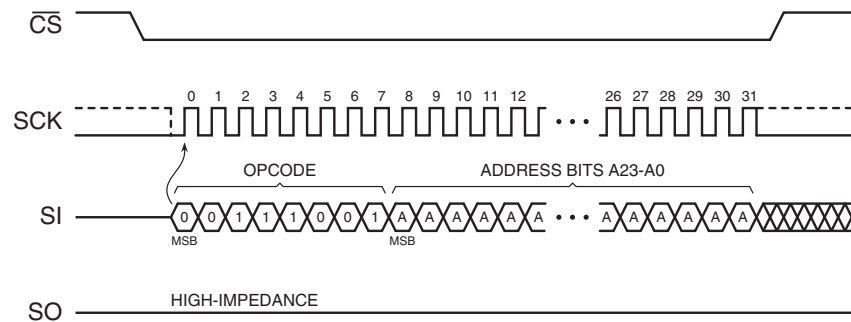 CS
0 1 2 3 4 5 6 7 8 9 10 11 12 26 27 28 29 30 31
SCK
OPCODE ADDRESS BITS A23-A0
SI 0 0 1 1 1 0 0 1 A A A A A A A A A A A A
MSB MSB
HIGH-IMPEDANCE
SO